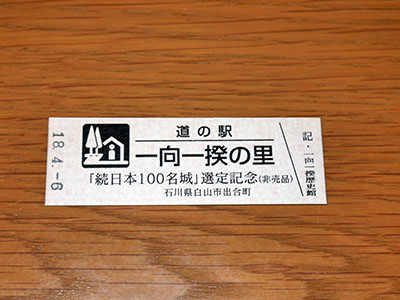 18.4.-6
道の駅
一向一揆の里
「続日本100名城」選定記念(非売品)
石川県白山市出合町
記・一向一揆歴史館